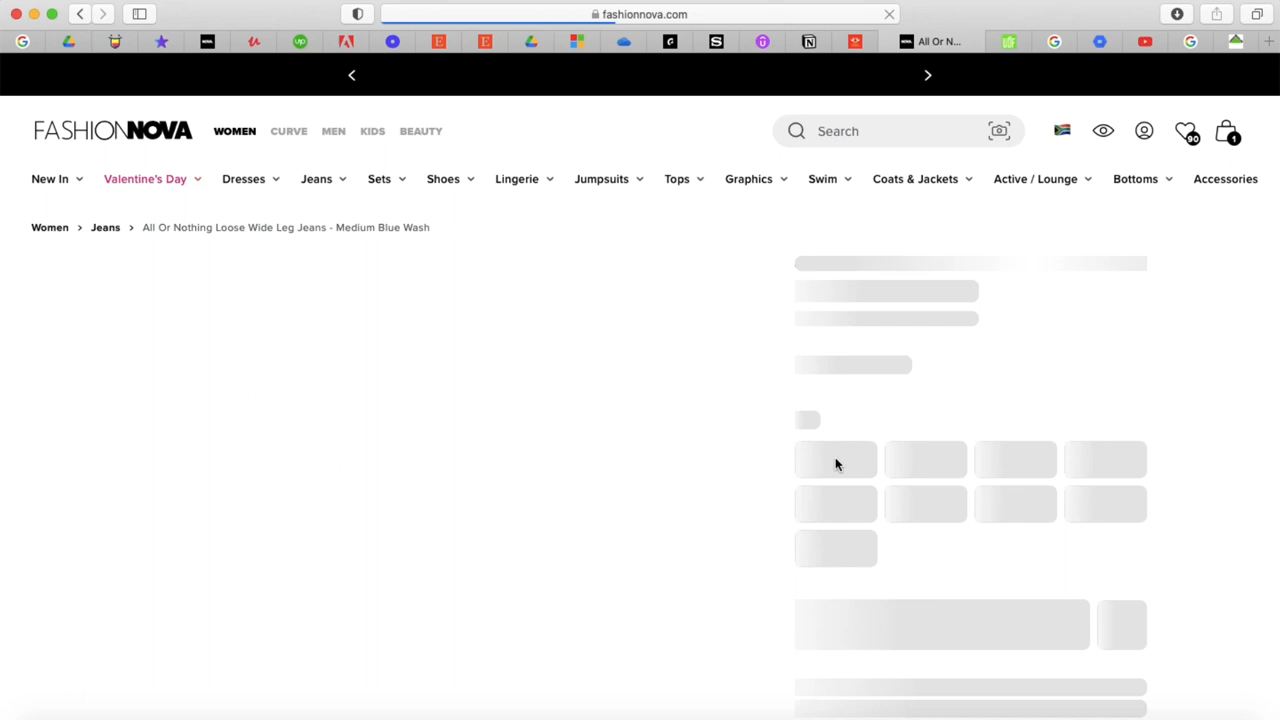 fashionnova.com
All Or N...
FASHIONNOVA WOMEN CURVE MEN KIDS BEAUTY Search 90 1
New In Valentine's Day Dresses Jeans Sets Shoes Lingerie Jumpsuits Tops Graphics Swim Coats & Jackets Active / Lounge Bottoms Accessories
Women > Jeans > All Or Nothing Loose Wide Leg Jeans - Medium Blue Wash